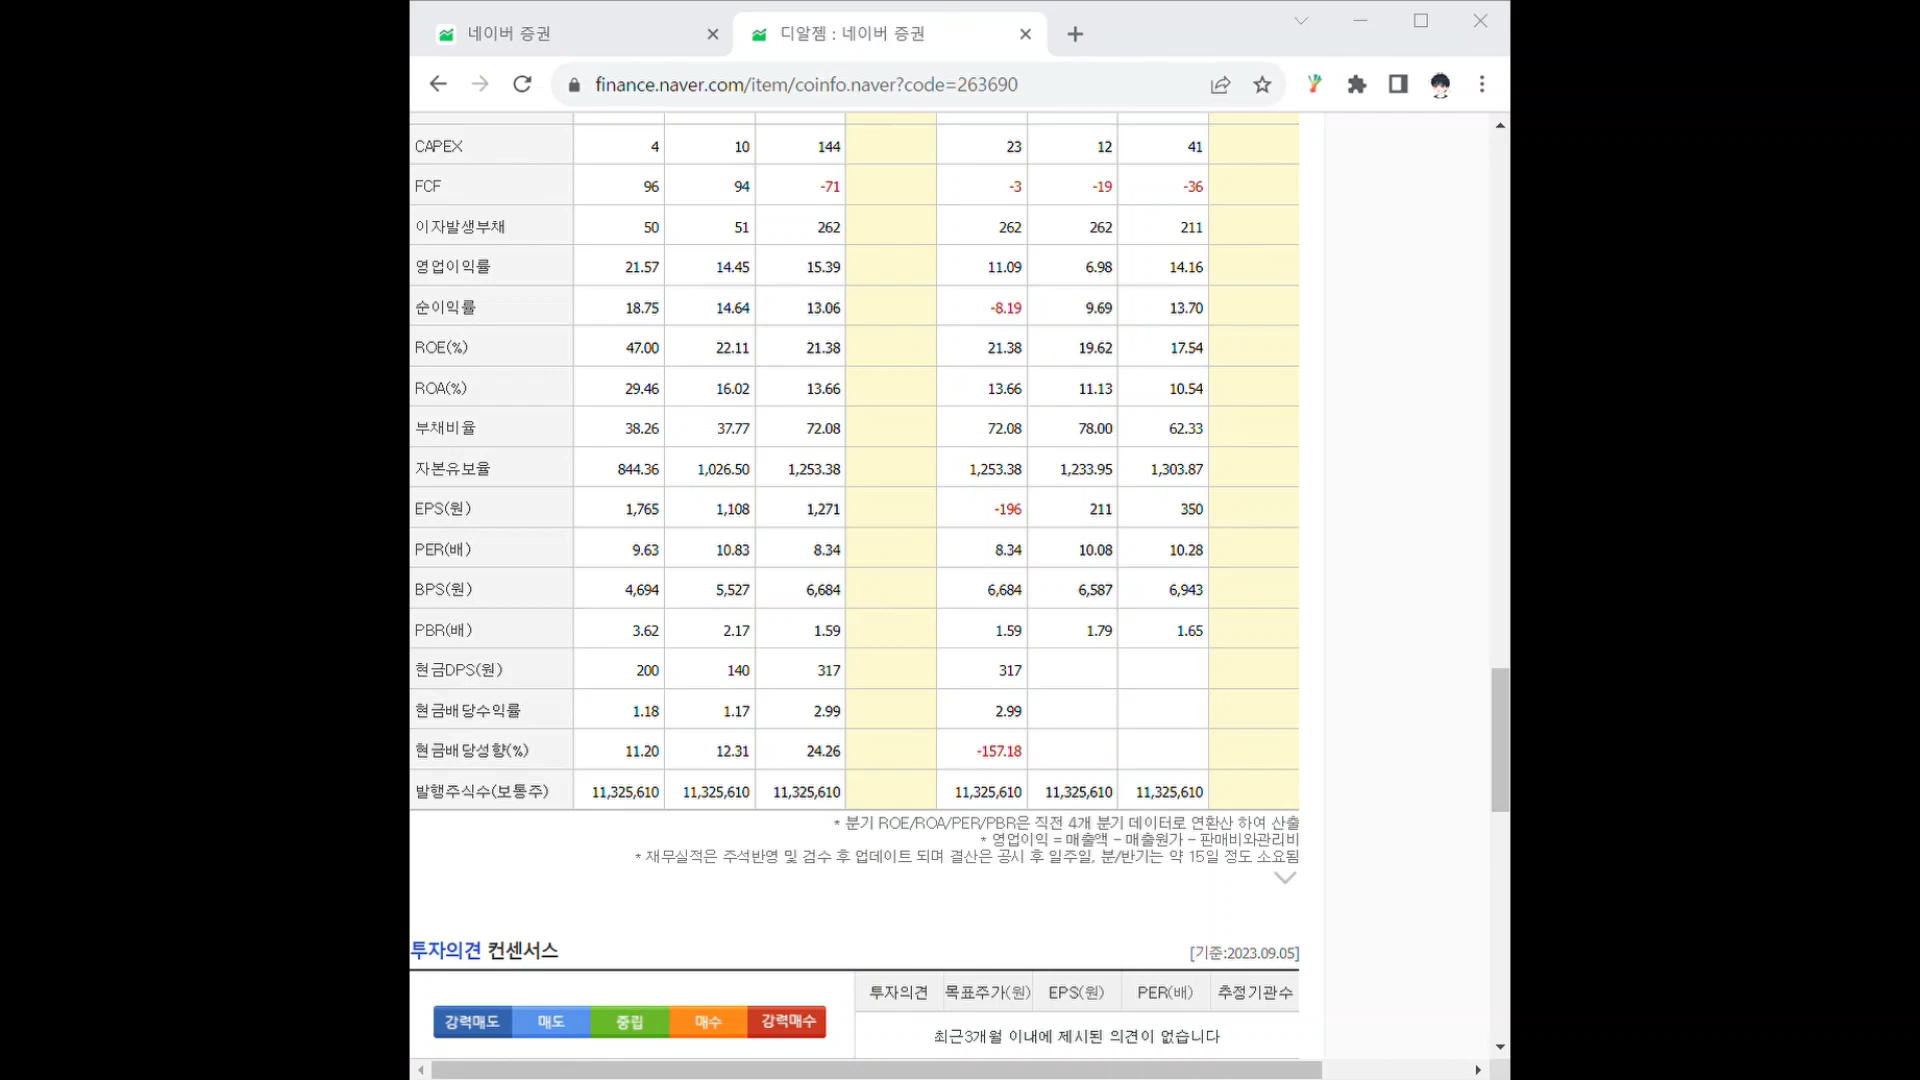 네이버 증권
디알젬 : 네이버 증권
finance.naver.com/item/coinfo.naver?code=263690
CAPEX 4 10 144 23 12 41
FCF 96 94 -71 -3 -19 -36
이자발생부채 50 51 262 262 262 211
영업이익률 21.57 14.45 15.39 11.09 6.98 14.16
순이익률 18.75 14.64 13.06 -8.19 9.69 13.70
ROE(%) 47.00 22.11 21.38 21.38 19.62 17.54
ROA(%) 29.46 16.02 13.66 13.66 11.13 10.54
부채비율 38.26 37.77 72.08 72.08 78.00 62.33
자본유보율 844.36 1,026.50 1,253.38 1,253.38 1,233.95 1,303.87
EPS(원) 1,765 1,108 1,271 -196 211 350
PER(배) 9.63 10.83 8.34 8.34 10.08 10.28
BPS(원) 4,694 5,527 6,684 6,684 6,587 6,943
PBR(배) 3.62 2.17 1.59 1.59 1.79 1.65
현금DPS(원) 200 140 317 317
현금배당수익률 1.18 1.17 2.99 2.99
현금배당성향(%) 11.20 12.31 24.26 -157.18
발행주식수(보통주) 11,325,610 11,325,610 11,325,610 11,325,610 11,325,610 11,325,610
* 분기 ROE/ROA/PER/PBR은 직전 4개 분기 데이터로 연환산 하여 산출
* 영업이익 = 매출액 - 매출원가 - 판매비와관리비
* 재무실적은 주석반영 및 검수 후 업데이트 되며 결산은 공시 후 일주일, 분/반기는 약 15일 정도 소요됨
투자의견 컨센서스 [기준:2023.09.05]
투자의견 목표주가(원) EPS(원) PER(배) 추정기관수
강력매도 매도 중립 매수 강력매수
최근3개월 이내에 제시된 의견이 없습니다